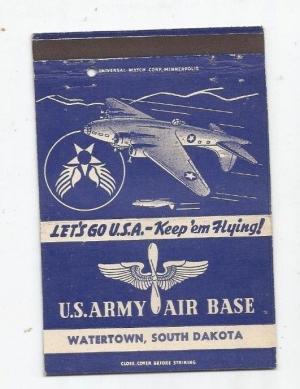 UNIVERSAL MATCH CORP., MINNEAPOLIS
LET'S GO U.S.A.-Keep 'em Flying!
U.S. ARMY AIR BASE
WATERTOWN, SOUTH DAKOTA
CLOSE COVER BEFORE STRIKING